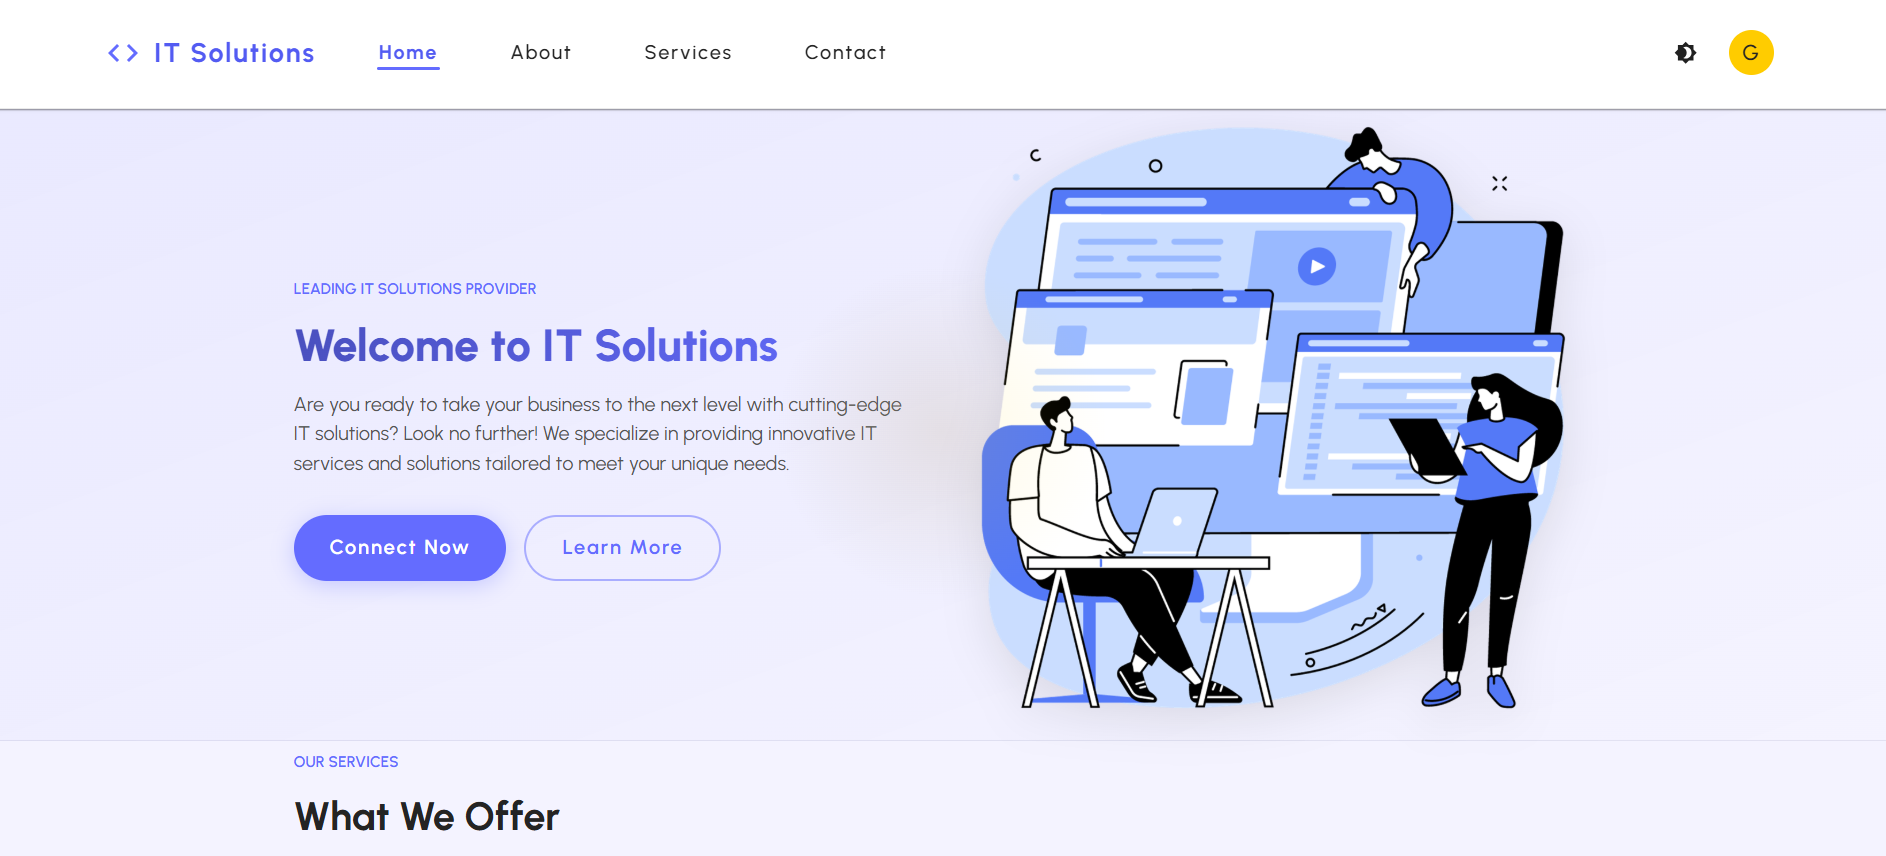 IT Solutions
Home
About
Services
Contact
G
LEADING IT SOLUTIONS PROVIDER
Welcome to IT Solutions
Are you ready to take your business to the next level with cutting-edge
IT solutions? Look no further! We specialize in providing innovative IT
services and solutions tailored to meet your unique needs.
Connect Now
Learn More
OUR SERVICES
What We Offer